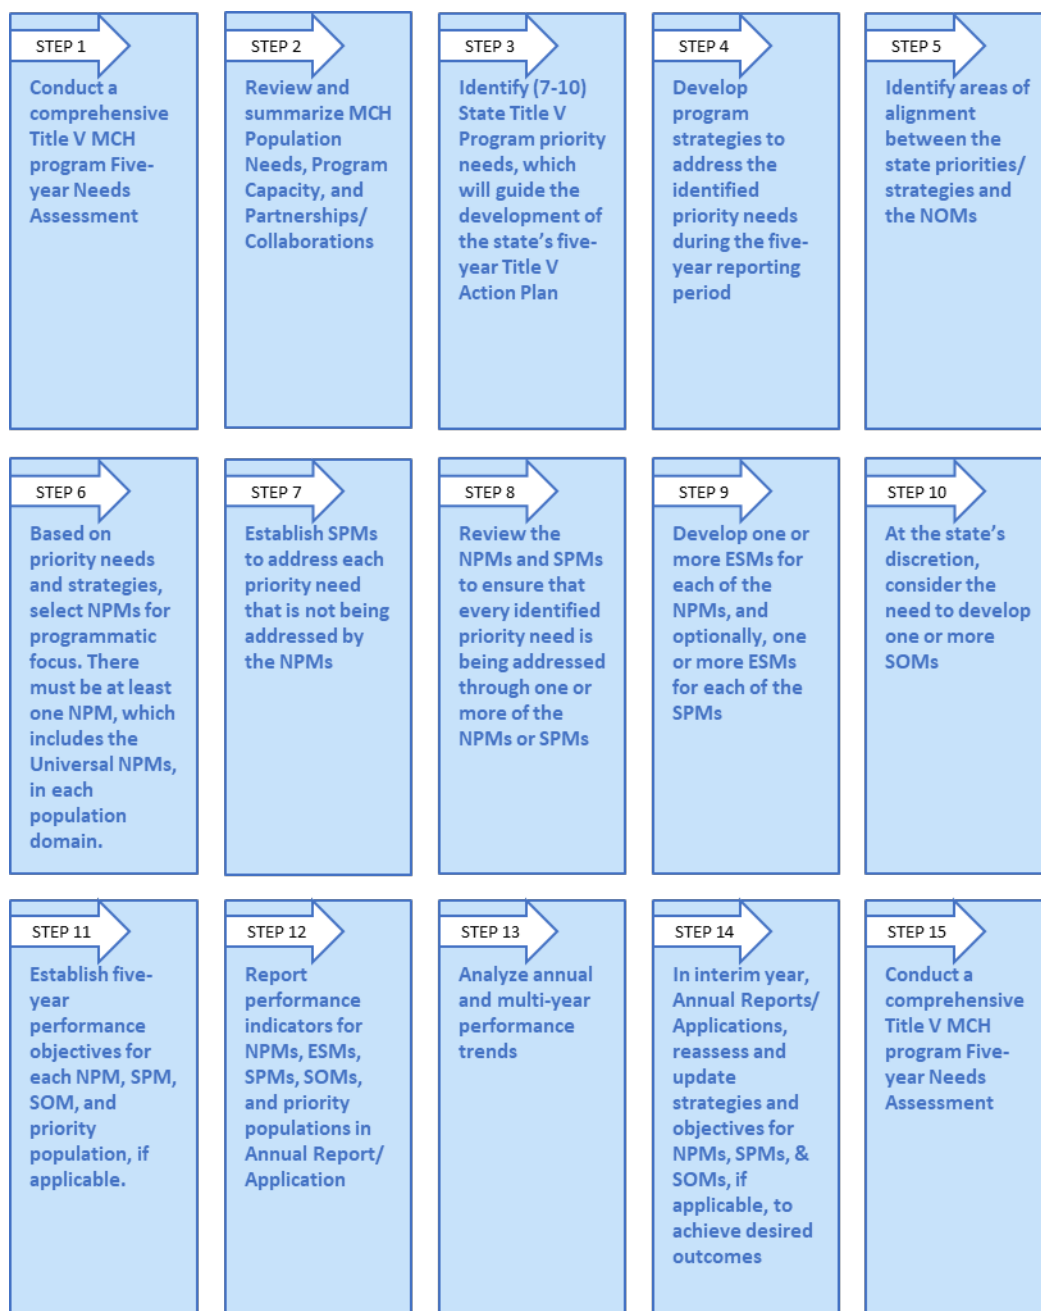 STEP 1
Conduct a
comprehensive
Title V MCH
program Five-
year Needs
Assessment
STEP 2
Review and
summarize MCH
Population
Needs, Program
Capacity, and
Partnerships/
Collaborations
STEP 3
Identify (7-10)
State Title V
Program priority
needs, which
will guide the
development of
the state’s five-
year Title V
Action Plan
STEP 4
Develop
program
strategies to
address the
identified
priority needs
during the five-
year reporting
period
STEP 5
Identify areas of
alignment
between the
state priorities/
strategies and
the NOMs
STEP 6
Based on
priority needs
and strategies,
select NPMs for
programmatic
focus. There
must be at least
one NPM, which
includes the
Universal NPMs,
in each
population
domain.
STEP 7
Establish SPMs
to address each
priority need
that is not being
addressed by
the NPMs
STEP 8
Review the
NPMs and SPMs
to ensure that
every identified
priority need is
being addressed
through one or
more of the
NPMs or SPMs
STEP 9
Develop one or
more ESMs for
each of the
NPMs, and
optionally, one
or more ESMs
for each of the
SPMs
STEP 10
At the state’s
discretion,
consider the
need to develop
one or more
SOMs
STEP 11
Establish five-
year
performance
objectives for
each NPM, SPM,
SOM, and
priority
population, if
applicable.
STEP 12
Report
performance
indicators for
NPMs, ESMs,
SPMs, SOMs,
and priority
populations in
Annual Report/
Application
STEP 13
Analyze annual
and multi-year
performance
trends
STEP 14
In interim year,
Annual Reports/
Applications,
reassess and
update
strategies and
objectives for
NPMs, SPMs, &
SOMs, if
applicable, to
achieve desired
outcomes
STEP 15
Conduct a
comprehensive
Title V MCH
program Five-
year Needs
Assessment